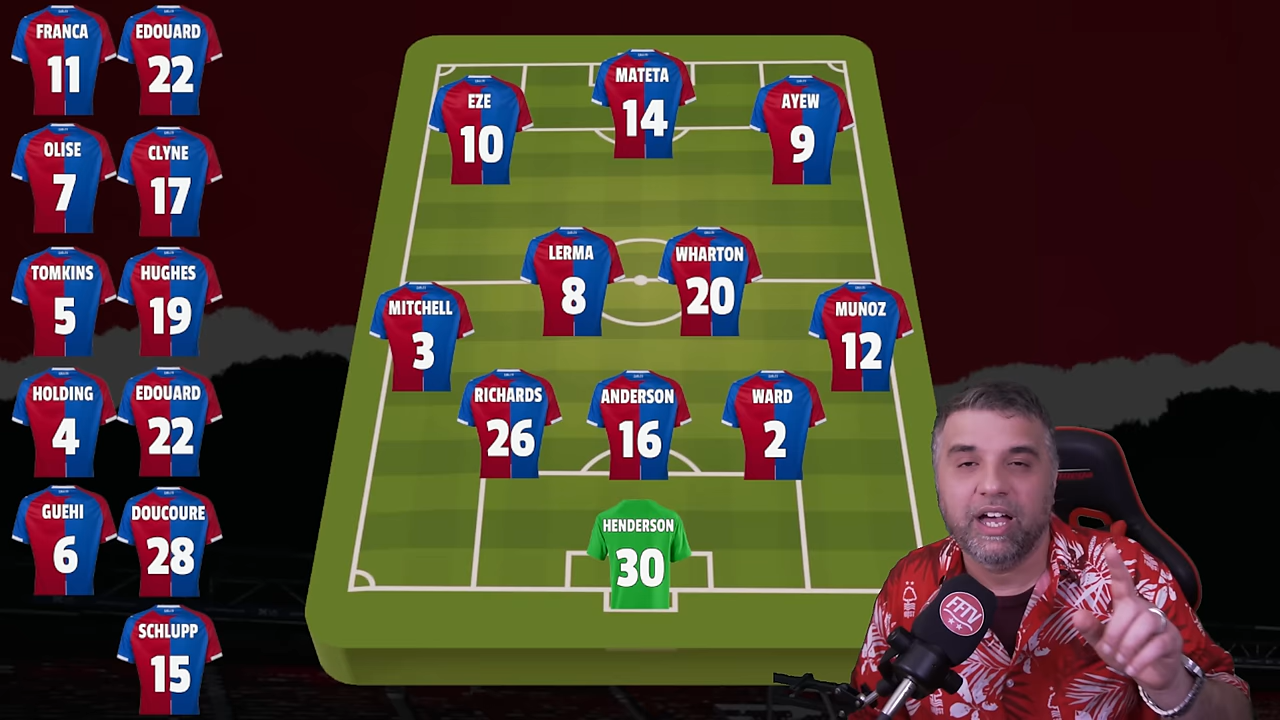 FRANCA
11
EDOUARD
22
OLISE
7
CLYNE
17
TOMKINS
5
HUGHES
19
HOLDING
4
EDOUARD
22
GUEHI
6
DOUCOURE
28
SCHLUPP
15
MATETA
14
EZE
10
AYEW
9
LERMA
8
WHARTON
20
MITCHELL
3
MUNOZ
12
RICHARDS
26
ANDERSON
16
WARD
2
HENDERSON
30
FFTV